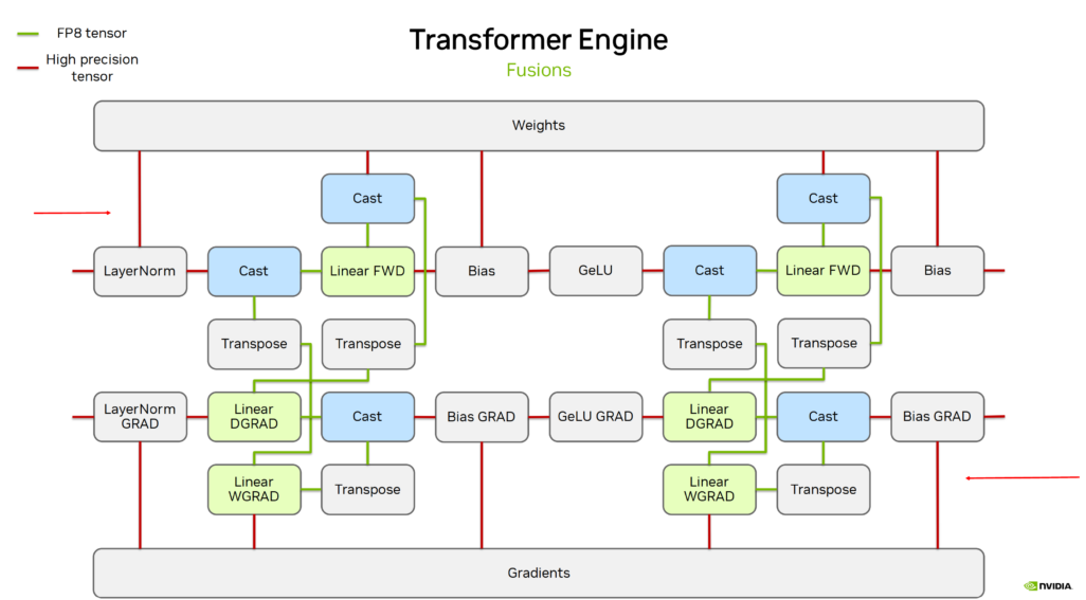 FP8 tensor
High precision
tensor
Transformer Engine
Fusions
Weights
Cast
Cast
LayerNorm
Cast
Linear FWD
Bias
GeLU
Cast
Linear FWD
Bias
Transpose
Transpose
Transpose
Transpose
LayerNorm
GRAD
Linear
DGRAD
Cast
Bias GRAD
GeLU GRAD
Linear
DGRAD
Cast
Bias GRAD
Linear
WGRAD
Transpose
Linear
WGRAD
Transpose
Gradients
NVIDIA.